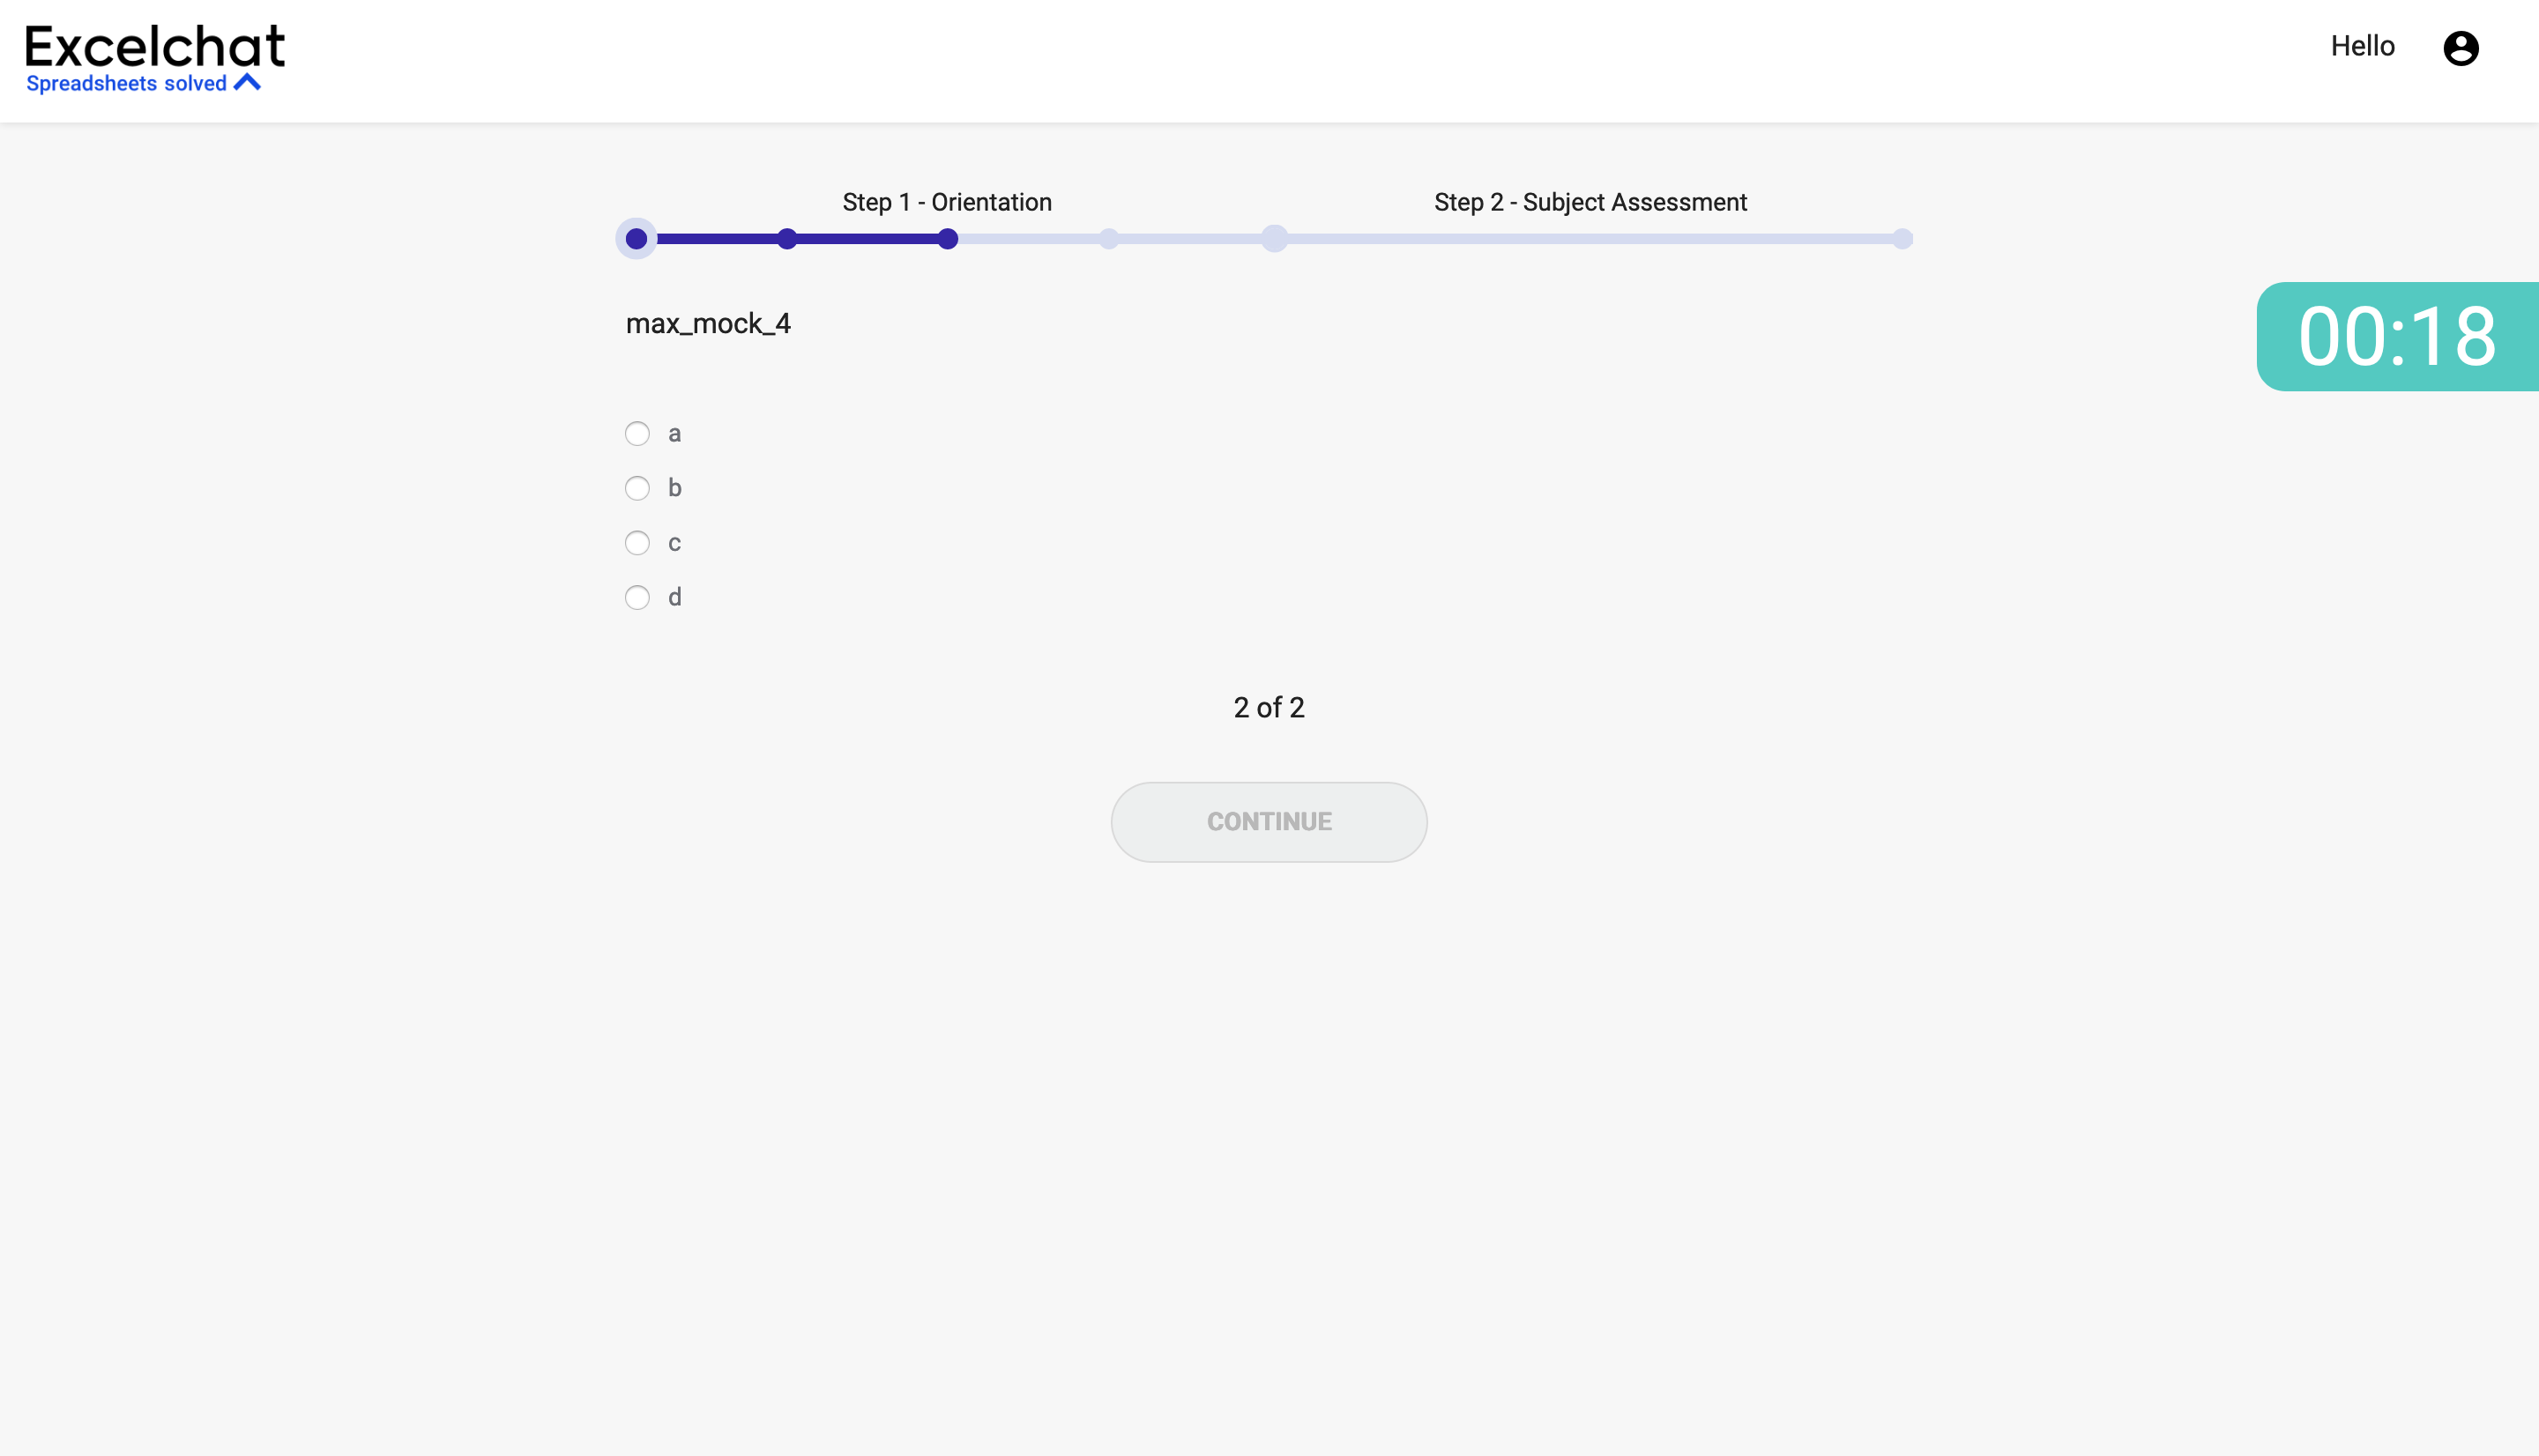 Excelchat
Spreadsheets solved
Hello
Step 1 - Orientation
Step 2 - Subject Assessment
max_mock_4
00:18
a
b
c
d
2 of 2
CONTINUE